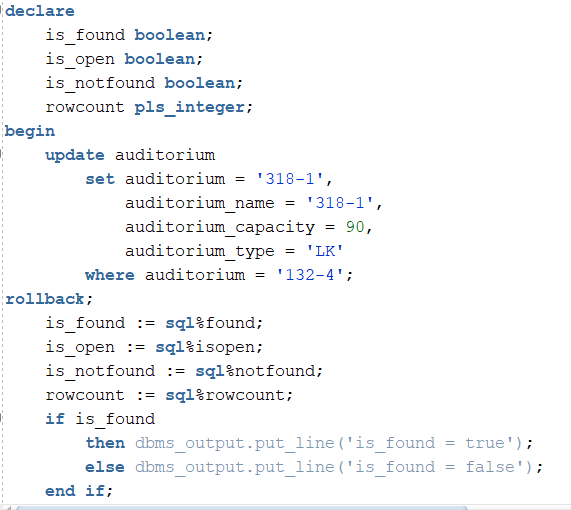 declare
    is_found boolean;
    is_open boolean;
    is_notfound boolean;
    rowcount pls_integer;
begin
    update auditorium
        set auditorium = '318-1',
            auditorium_name = '318-1',
            auditorium_capacity = 90,
            auditorium_type = 'LK'
        where auditorium = '132-4';
rollback;
    is_found := sql%found;
    is_open := sql%isopen;
    is_notfound := sql%notfound;
    rowcount := sql%rowcount;
    if is_found
        then dbms_output.put_line('is_found = true');
        else dbms_output.put_line('is_found = false');
    end if;